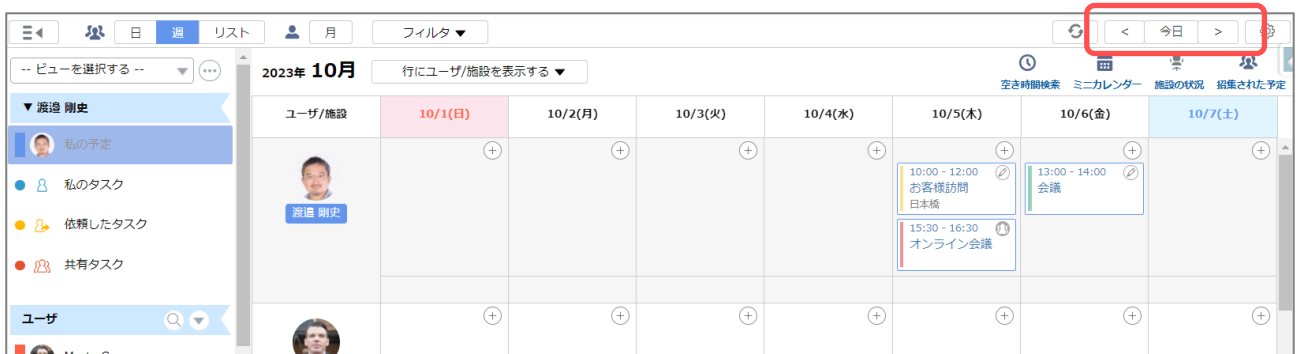 日 週 リスト 月 フィルタ ▼ < 今日 >
-- ビューを選択する --
2023年 10月 行にユーザ/施設を表示する ▼
空き時間検索 ミニカレンダー 施設の状況 招集された予定
▼ 渡邉 剛史
ユーザ/施設 10/1(日) 10/2(月) 10/3(火) 10/4(水) 10/5(木) 10/6(金) 10/7(土)
私の予定
私のタスク
依頼したタスク
共有タスク
渡邉 剛史
10:00 - 12:00
お客様訪問
日本橋
15:30 - 16:30
オンライン会議
13:00 - 14:00
会議
ユーザ